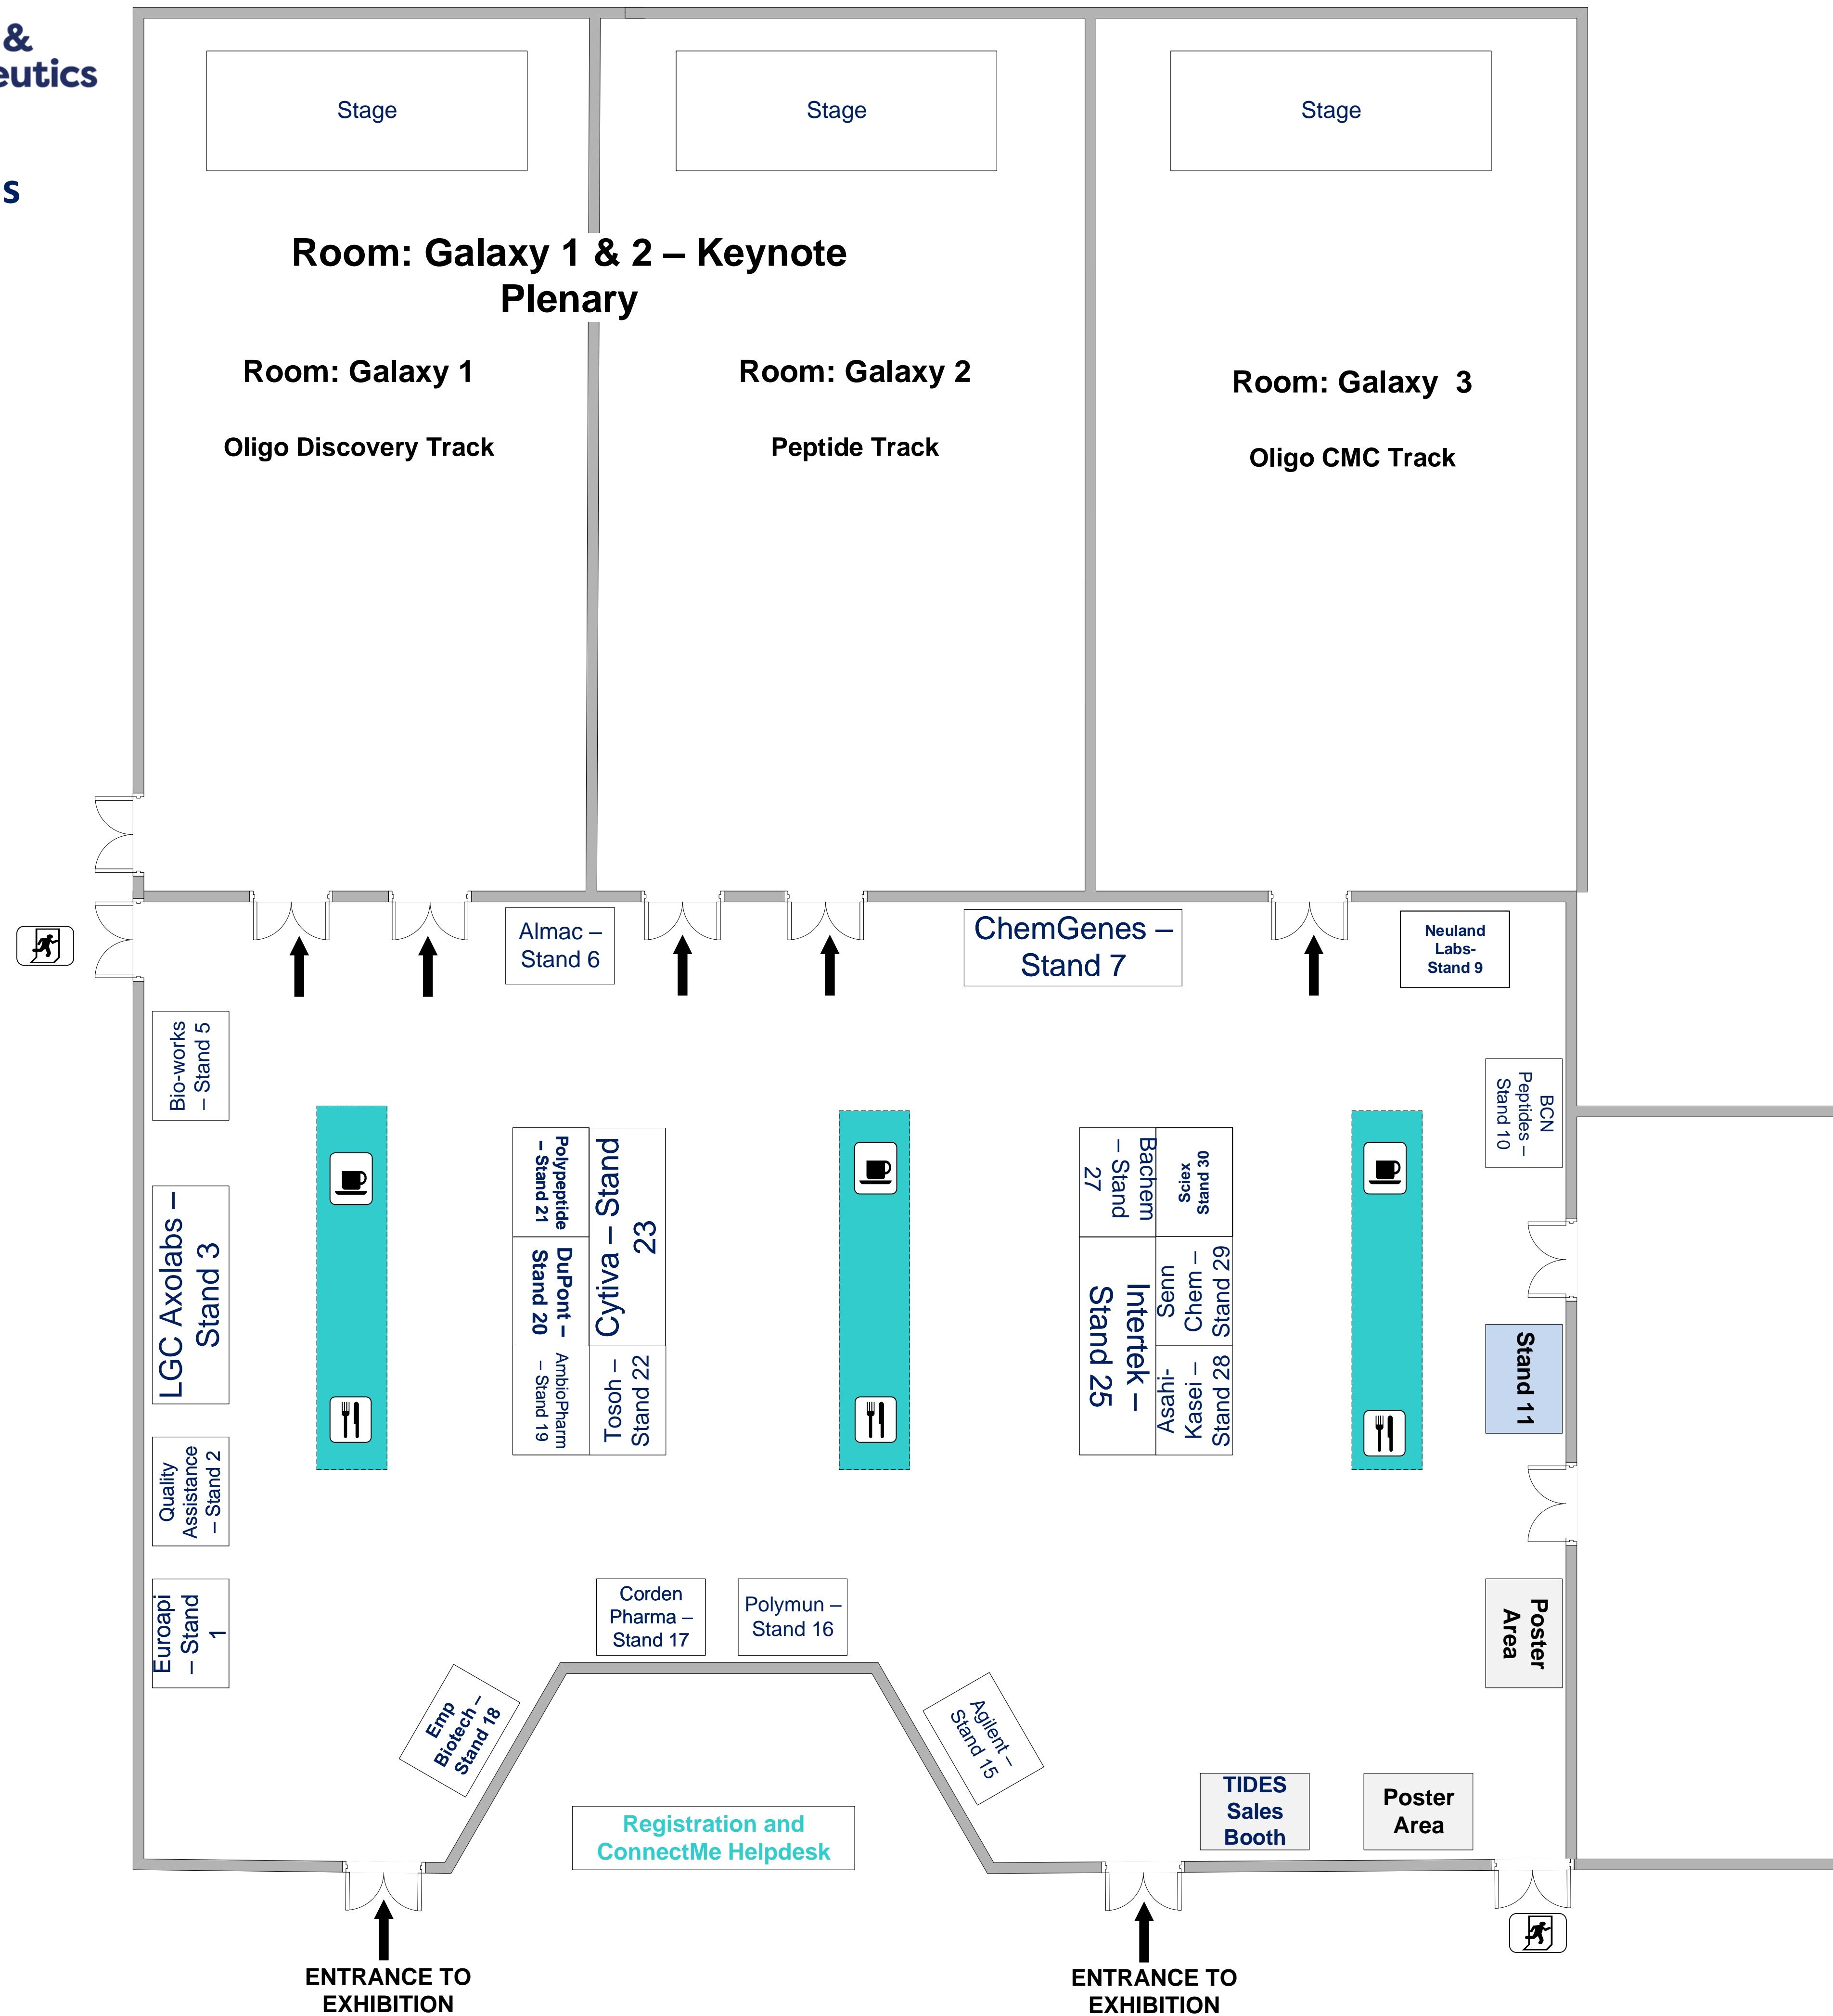 &
eutics
s
Stage
Stage
Stage
Room: Galaxy 1 & 2 – Keynote
Plenary
Room: Galaxy 1
Room: Galaxy 2
Room: Galaxy 3
Oligo Discovery Track
Peptide Track
Oligo CMC Track
Almac –
Stand 6
ChemGenes –
Stand 7
Neuland
Labs-
Stand 9
Bio-works
– Stand 5
BCN
Peptides –
Stand 10
Polypeptide
– Stand 21
Cytiva – Stand
23
Bachem
– Stand
27
Sciex
Stand 30
LGC Axolabs –
Stand 3
DuPont –
Stand 20
Intertek –
Stand 25
Senn
Chem –
Stand 29
Stand 11
AmbioPharm
– Stand 19
Tosoh –
Stand 22
Asahi-
Kasei –
Stand 28
Quality
Assistance
– Stand 2
Euroapi
– Stand
1
Corden
Pharma –
Stand 17
Polymun –
Stand 16
Poster
Area
Emp
Biotech –
Stand 18
Agilent –
Stand 15
TIDES
Sales
Booth
Poster
Area
Registration and
ConnectMe Helpdesk
ENTRANCE TO
EXHIBITION
ENTRANCE TO
EXHIBITION